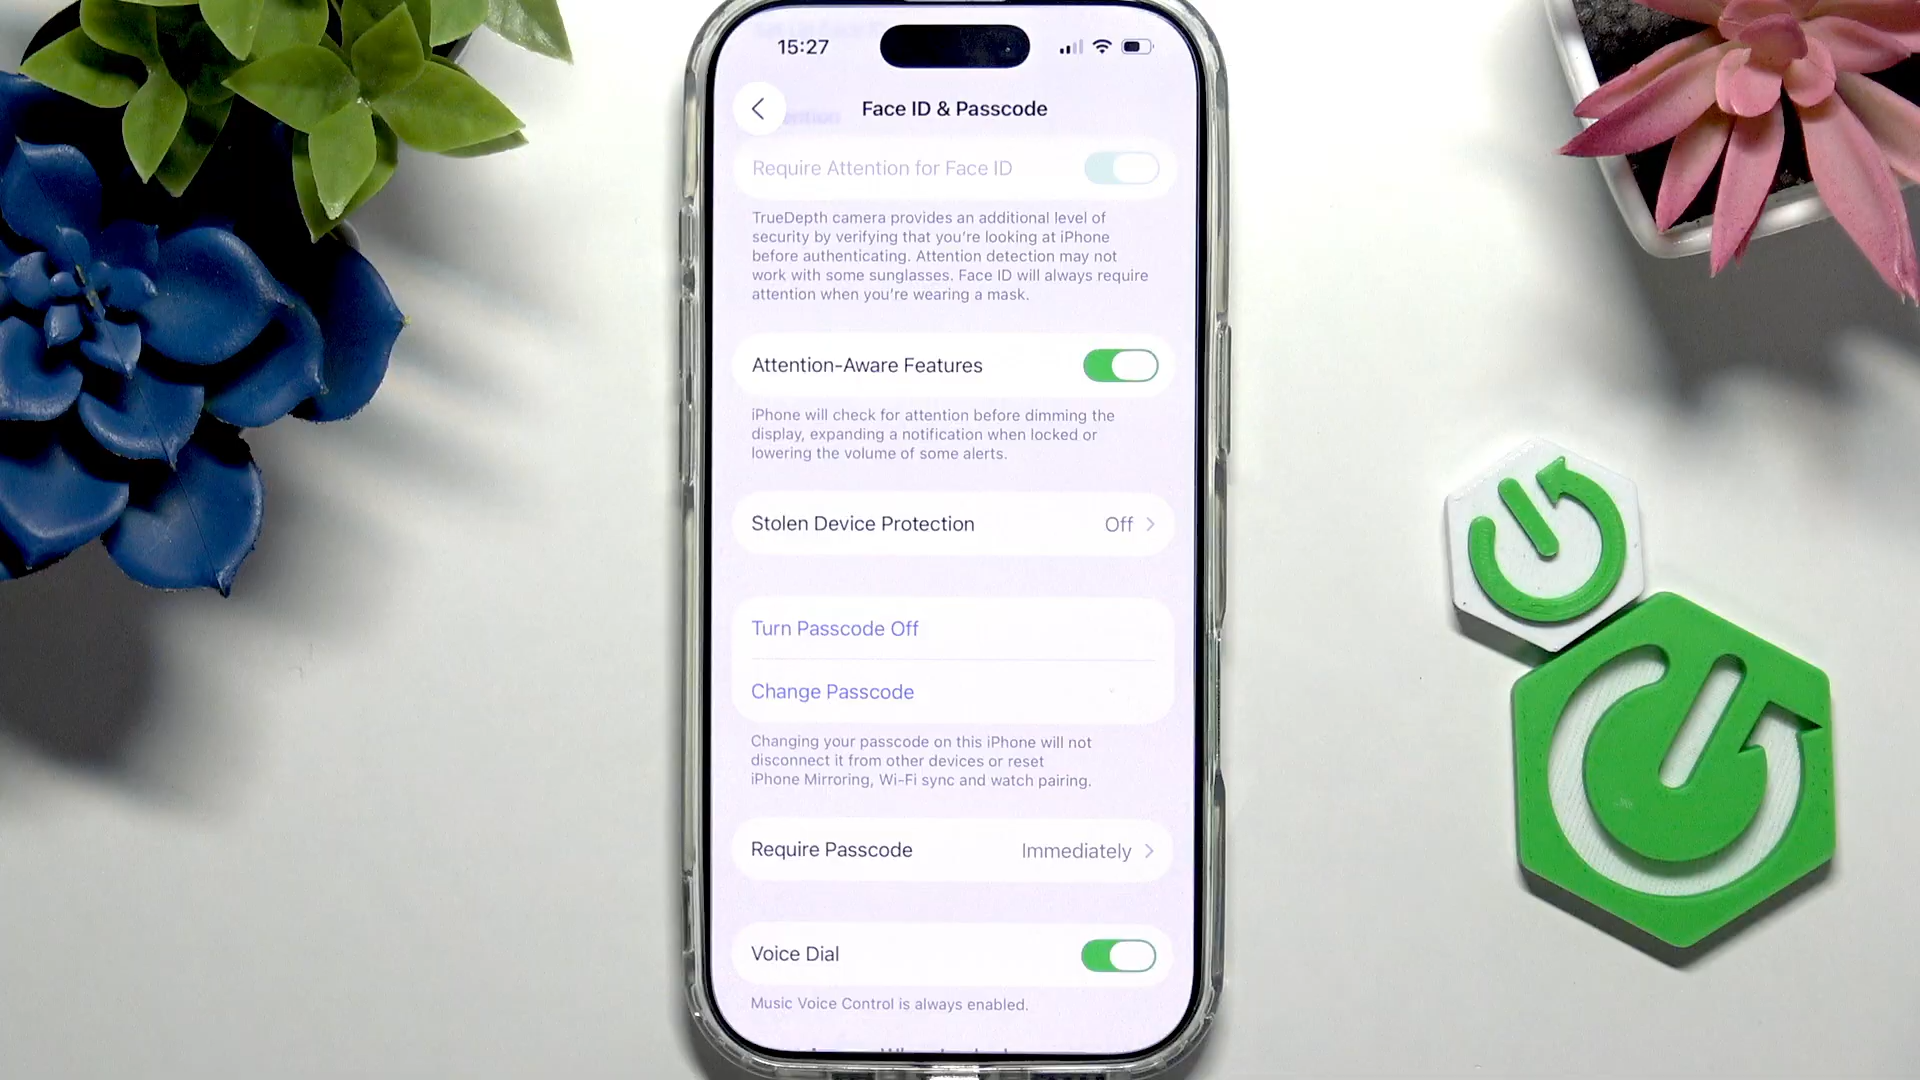 15:27
Face ID & Passcode
Require Attention for Face ID
TrueDepth camera provides an additional level of
security by verifying that you're looking at iPhone
before authenticating. Attention detection may not
work with some sunglasses. Face ID will always require
attention when you're wearing a mask.
Attention-Aware Features
iPhone will check for attention before dimming the
display, expanding a notification when locked or
lowering the volume of some alerts.
Stolen Device Protection Off
Turn Passcode Off
Change Passcode
Changing your passcode on this iPhone will not
disconnect it from other devices or reset
iPhone Mirroring, Wi-Fi sync and watch pairing.
Require Passcode Immediately
Voice Dial
Music Voice Control is always enabled.